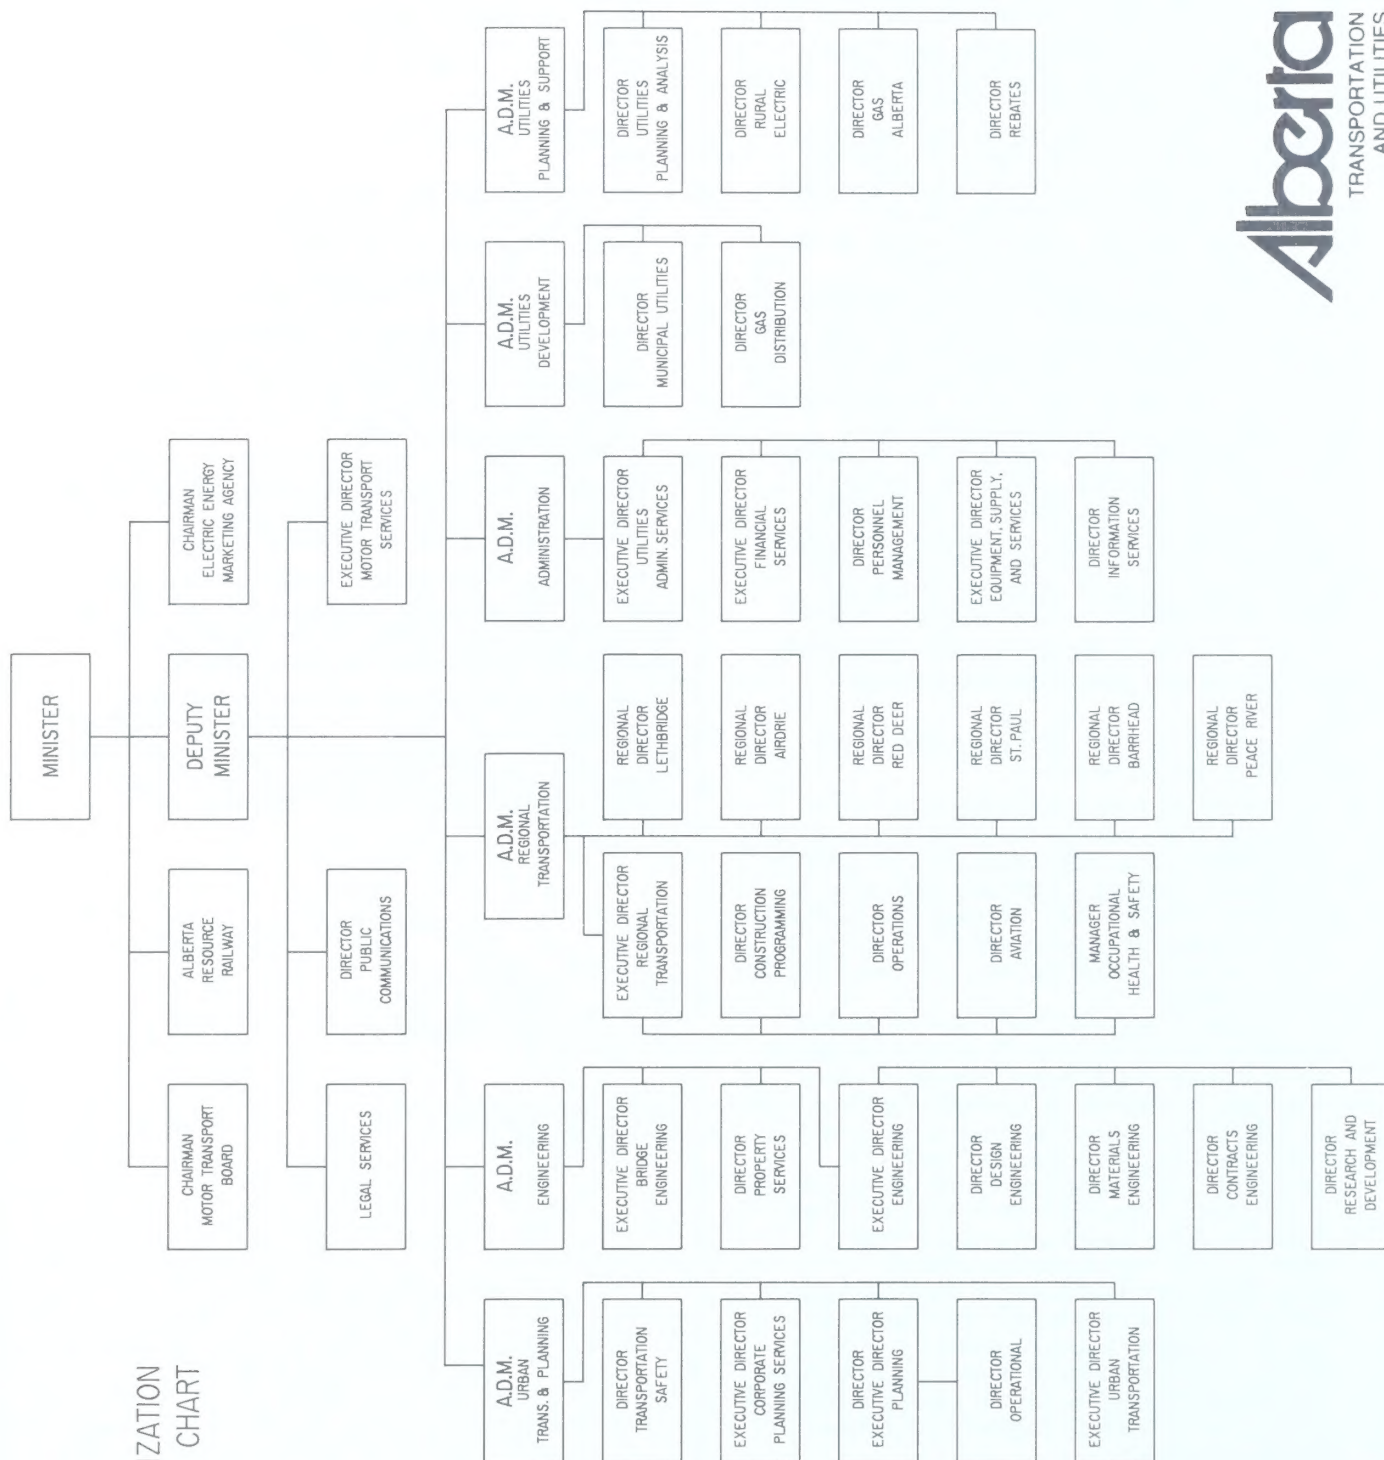 IZATION
CHART
MINISTER
CHAIRMAN
MOTOR TRANSPORT
BOARD
ALBERTA
RESOURCE
RAILWAY
DEPUTY
MINISTER
CHAIRMAN
ELECTRIC ENERGY
MARKETING AGENCY
LEGAL SERVICES
DIRECTOR
PUBLIC
COMMUNICATIONS
EXECUTIVE DIRECTOR
MOTOR TRANSPORT
SERVICES
A.D.M.
URBAN
TRANS. & PLANNING
DIRECTOR
TRANSPORTATION
SAFETY
EXECUTIVE DIRECTOR
CORPORATE
PLANNING SERVICES
DIRECTOR
EXECUTIVE DIRECTOR
PLANNING
DIRECTOR
OPERATIONAL
EXECUTIVE DIRECTOR
URBAN
TRANSPORTATION
A.D.M.
ENGINEERING
EXECUTIVE DIRECTOR
BRIDGE
ENGINEERING
DIRECTOR
PROPERTY
SERVICES
EXECUTIVE DIRECTOR
ENGINEERING
DIRECTOR
DESIGN
ENGINEERING
DIRECTOR
MATERIALS
ENGINEERING
DIRECTOR
CONTRACTS
ENGINEERING
DIRECTOR
RESEARCH AND
DEVELOPMENT
A.D.M.
REGIONAL
TRANSPORTATION
EXECUTIVE DIRECTOR
REGIONAL
TRANSPORTATION
DIRECTOR
CONSTRUCTION
PROGRAMMING
DIRECTOR
OPERATIONS
DIRECTOR
AVIATION
MANAGER
OCCUPATIONAL
HEALTH & SAFETY
REGIONAL
DIRECTOR
LETHBRIDGE
REGIONAL
DIRECTOR
AIRDRIE
REGIONAL
DIRECTOR
RED DEER
REGIONAL
DIRECTOR
ST. PAUL
REGIONAL
DIRECTOR
BARRHEAD
REGIONAL
DIRECTOR
PEACE RIVER
A.D.M.
ADMINISTRATION
EXECUTIVE DIRECTOR
UTILITIES
ADMIN. SERVICES
EXECUTIVE DIRECTOR
FINANCIAL
SERVICES
DIRECTOR
PERSONNEL
MANAGEMENT
EXECUTIVE DIRECTOR
EQUIPMENT, SUPPLY,
AND SERVICES
DIRECTOR
INFORMATION
SERVICES
A.D.M.
UTILITIES
DEVELOPMENT
DIRECTOR
MUNICIPAL UTILITIES
DIRECTOR
GAS
DISTRIBUTION
A.D.M.
UTILITIES
PLANNING & SUPPORT
DIRECTOR
UTILITIES
PLANNING & ANALYSIS
DIRECTOR
RURAL
ELECTRIC
DIRECTOR
GAS
ALBERTA
DIRECTOR
REBATES
Alberta
TRANSPORTATION
AND UTILITIES